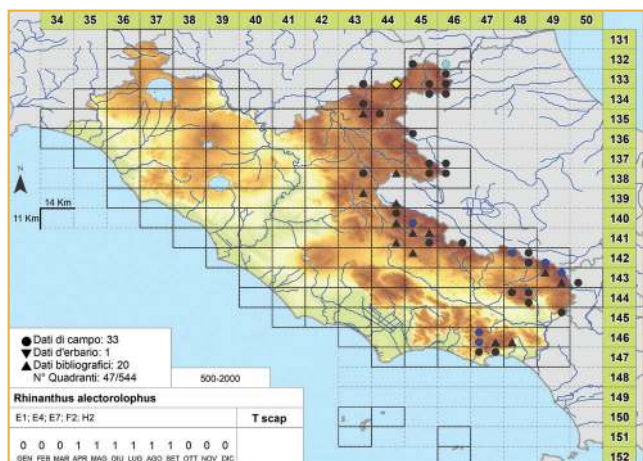 34 35 36 37 38 39 40 41 42 43 44 45 46 47 48 49 50
131
132
133
134
135
136
137
138
139
140
141
142
143
144
145
146
147
148
149
150
151
152
N
14 Km
11 Km
Dati di campo: 33
Dati d'erbario: 1
Dati bibliografici: 20
N° Quadranti: 47/544
500-2000
Rhinanthus alectorolophus
E1; E4; E7; F2; H2
T scap
0 0 0 1 1 1 1 1 1 0 0 0
GEN FEB MAR APR MAG GIU LUG AGO SET OTT NOV DIC